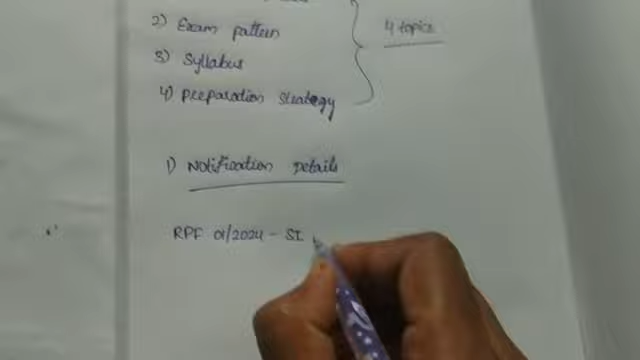 2) Exam pattern
3) Syllabus
4) Preparation strategy
4 topics
1) Notification Details
RPF 01/2024 - SI